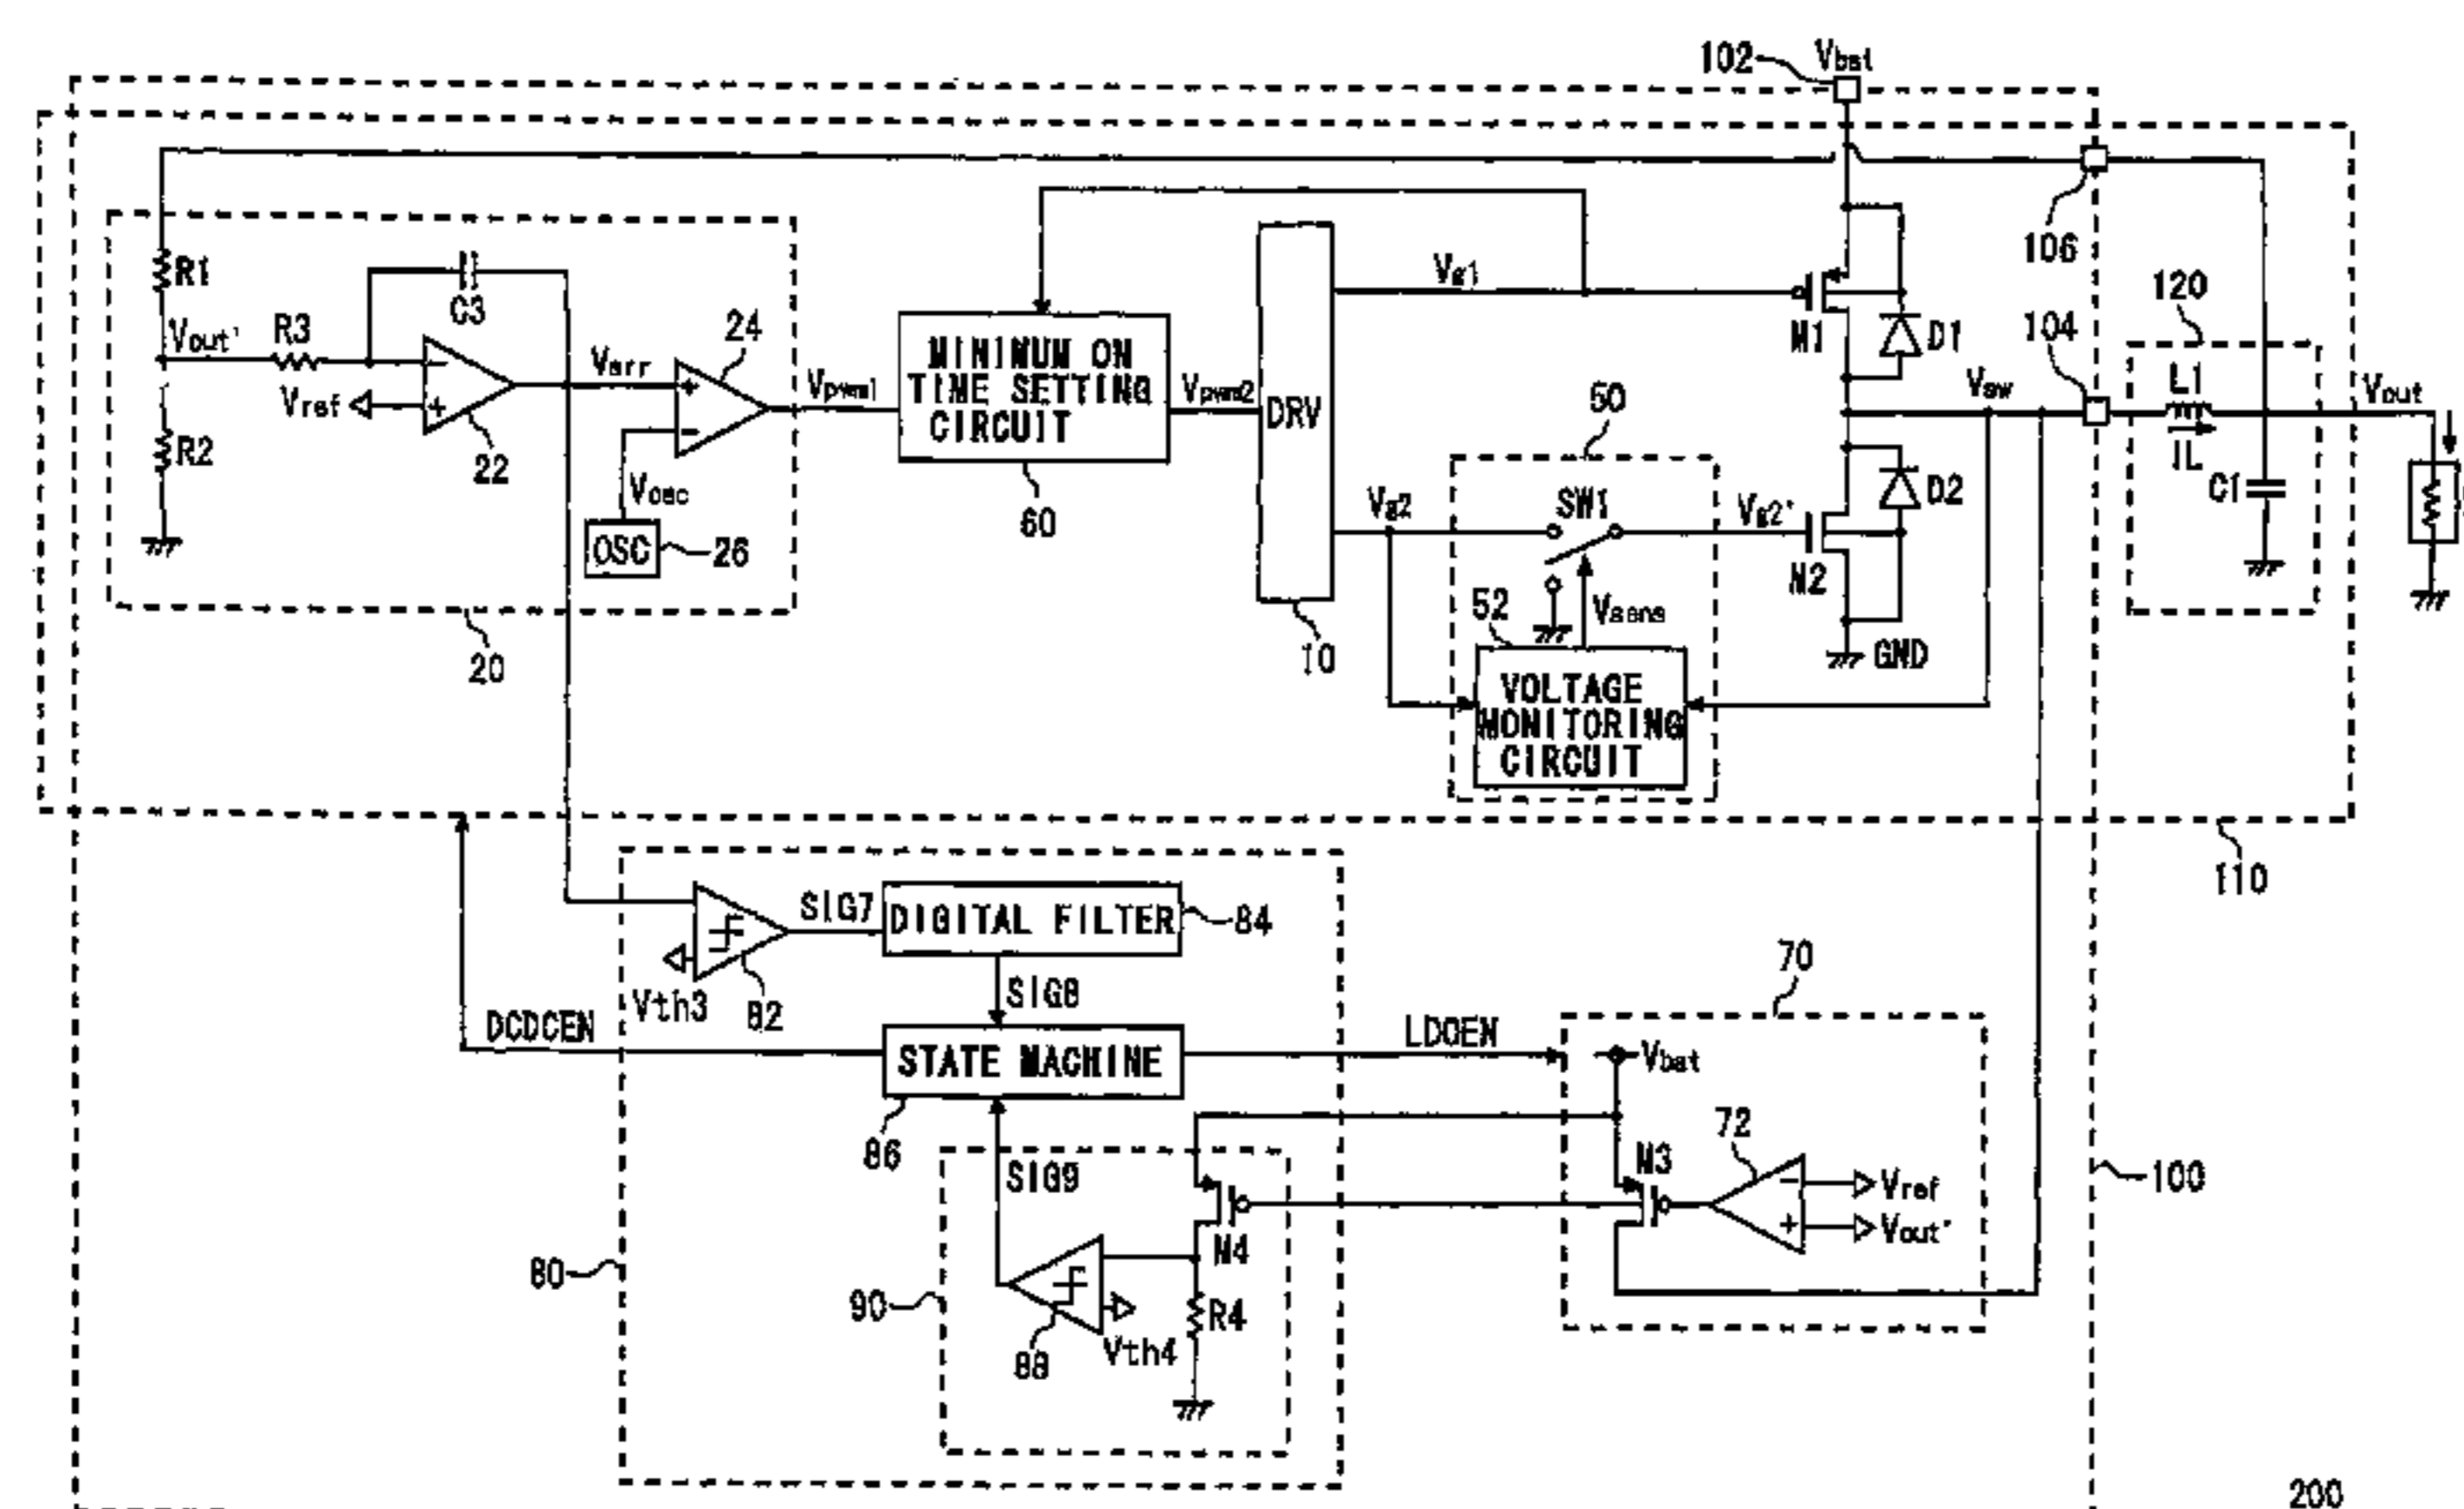 102
Vbat
106
R1
C3
Vg1
120
24
M1
D1
104
Vout'
R3
Verr
MINIMUM ON
TIME SETTING
CIRCUIT
Vpwm1
Vpwm2
DRV
50
Vsw
L1
Vout
Vref
IL
R2
22
Vosc
60
Vg2
SW1
Vg2'
D2
C1
OSC
26
M2
52
Vsens
20
10
GND
VOLTAGE
MONITORING
CIRCUIT
110
SIG7
DIGITAL FILTER
84
70
Vth3
82
SIG8
DCDCEN
LDOEN
STATE MACHINE
Vbat
72
86
M3
SIG9
Vref
100
M4
Vout'
80
90
R4
88
Vth4
200